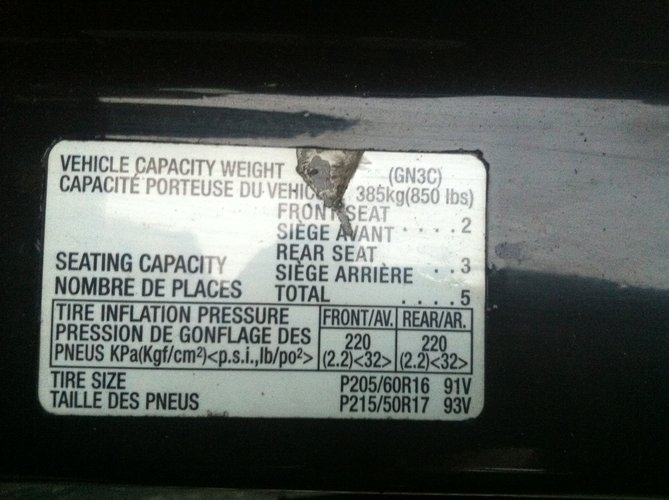 VEHICLE CAPACITY WEIGHT (GN3C)
CAPACITÉ PORTEUSE DU 385kg(850 lbs)
FRONT SEAT
SIÈGE AVANT . . . . 2
REAR SEAT
SIÈGE ARRIÈRE . . 3
SEATING CAPACITY
NOMBRE DE PLACES TOTAL . . . . 5
TIRE INFLATION PRESSURE FRONT/AV. REAR/AR.
PRESSION DE GONFLAGE DES 220 220
PNEUS KPa(Kgf/cm²)<p.s.i.,lb/po²> (2.2)<32> (2.2)<32>
TIRE SIZE P205/60R16 91V
TAILLE DES PNEUS P215/50R17 93V